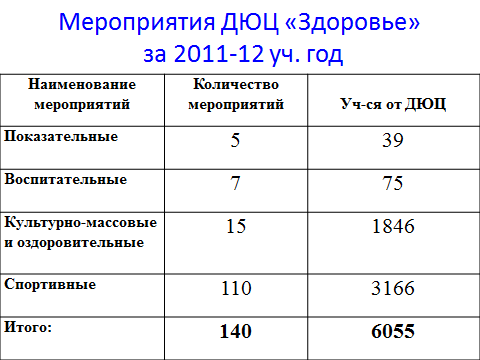 Мероприятия ДЮЦ «Здоровье»
за 2011-12 уч. год
Наименование мероприятий Количество мероприятий Уч-ся от ДЮЦ
Показательные 5 39
Воспитательные 7 75
Культурно-массовые и оздоровительные 15 1846
Спортивные 110 3166
Итого: 140 6055